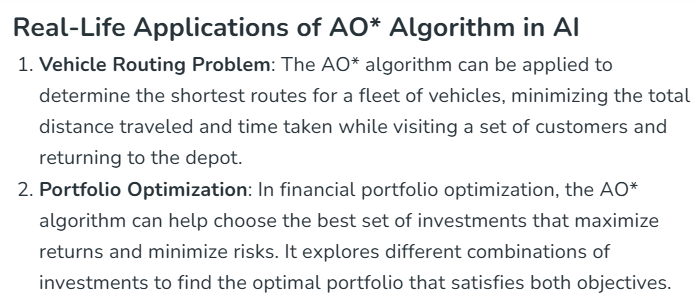 Real-Life Applications of AO* Algorithm in AI
1. Vehicle Routing Problem: The AO* algorithm can be applied to
determine the shortest routes for a fleet of vehicles, minimizing the total
distance traveled and time taken while visiting a set of customers and
returning to the depot.
2. Portfolio Optimization: In financial portfolio optimization, the AO*
algorithm can help choose the best set of investments that maximize
returns and minimize risks. It explores different combinations of
investments to find the optimal portfolio that satisfies both objectives.